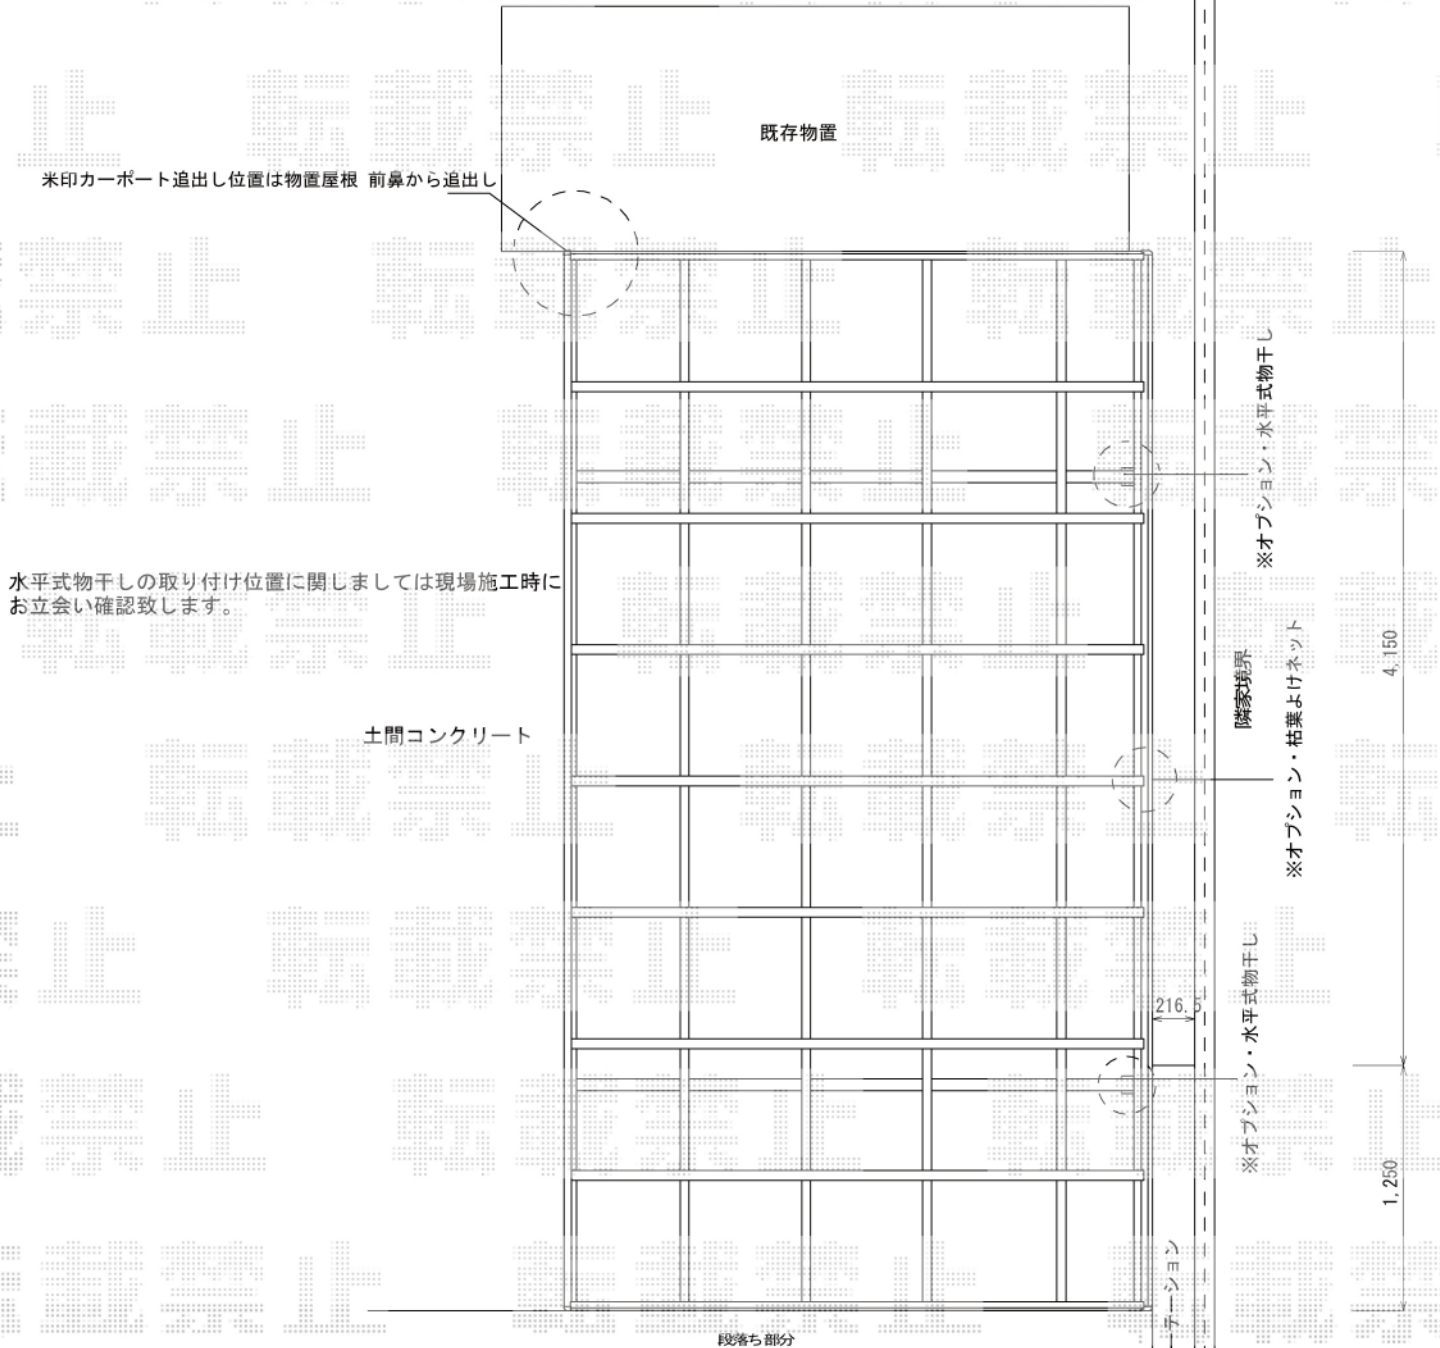 既存物置
米印カーポート追出し位置は物置屋根 前鼻から追出し
※オプション・水平式物干し
水平式物干しの取り付け位置に関しましては現場施工時に
お立会い確認致します。
隣家境界
※オプション・枯葉よけネット
4,150
土間コンクリート
216.5
※オプション・水平式物干し
1,250
ーテーション
段落ち部分
転載禁止